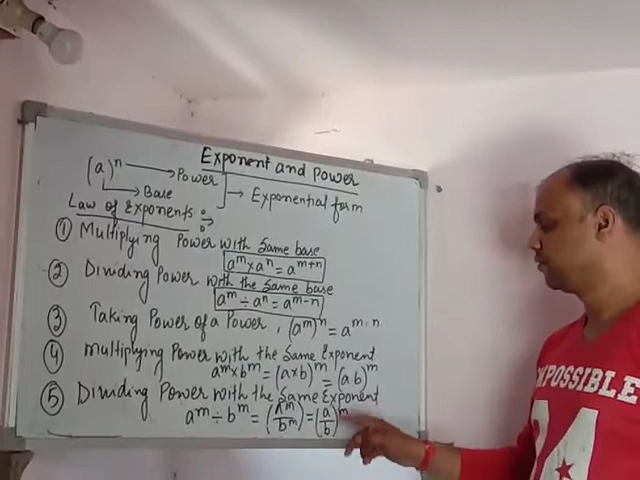 Exponent and Power
(a)ⁿ → Power
→ Base
→ Exponential form
Law of Exponents :⇒
① Multiplying Power with Same base
aᵐ × aⁿ = aᵐ⁺ⁿ
② Dividing Power with the Same base
aᵐ ÷ aⁿ = aᵐ⁻ⁿ
③ Taking Power of a Power, (aᵐ)ⁿ = aᵐ·ⁿ
④ multiplying Power with the Same Exponent
aᵐ × bᵐ = (a×b)ᵐ = (a·b)ᵐ
⑤ Dividing Power with the Same Exponent
aᵐ ÷ bᵐ = (aᵐ/bᵐ) = (a/b)ᵐ
IMPOSSIBLE